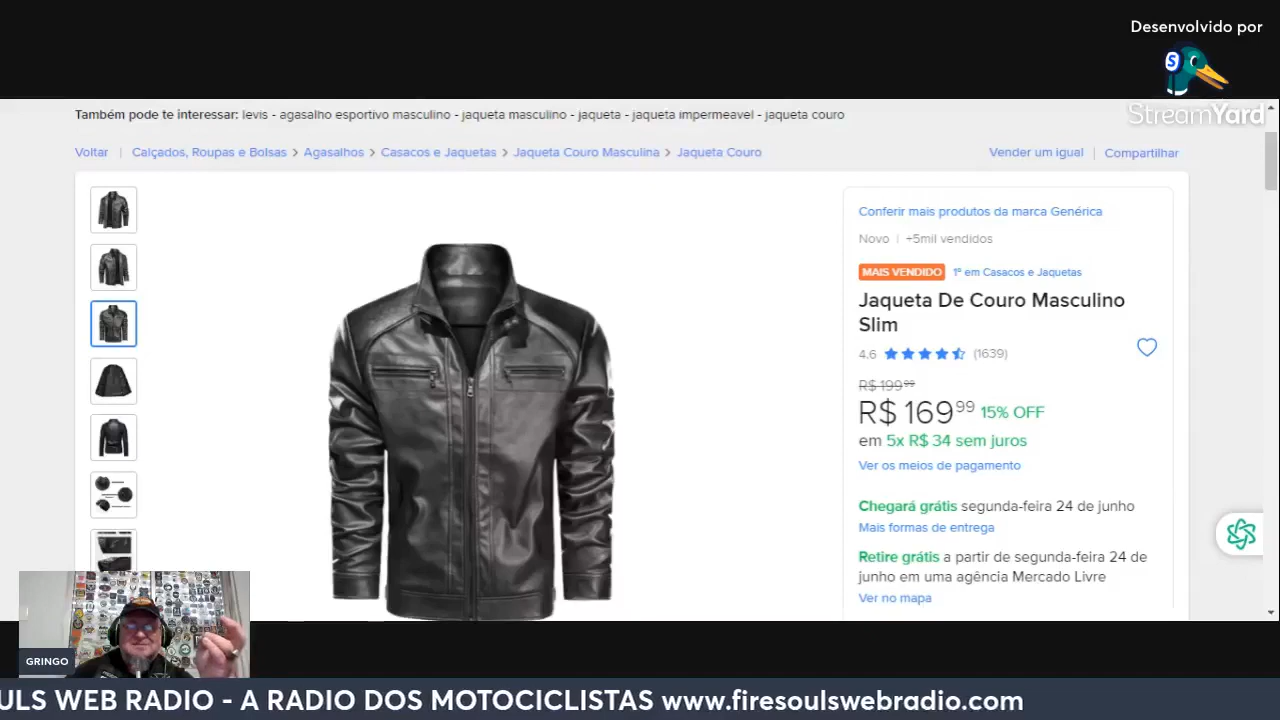 Desenvolvido por
S
StreamYard
Também pode te interessar: levis - agasalho esportivo masculino - jaqueta masculino - jaqueta - jaqueta impermeavel - jaqueta couro
Voltar | Calçados, Roupas e Bolsas > Agasalhos > Casacos e Jaquetas > Jaqueta Couro Masculina > Jaqueta Couro
Vender um igual | Compartilhar
Conferir mais produtos da marca Genérica
Novo | +5mil vendidos
MAIS VENDIDO 1º em Casacos e Jaquetas
Jaqueta De Couro Masculino
Slim
4.6 (1639)
R$ 19999
R$ 16999 15% OFF
em 5x R$ 34 sem juros
Ver os meios de pagamento
Chegará grátis segunda-feira 24 de junho
Mais formas de entrega
Retire grátis a partir de segunda-feira 24 de
junho em uma agência Mercado Livre
Ver no mapa
GRINGO
OULS WEB RADIO - A RADIO DOS MOTOCICLISTAS www.firesoulswebradio.com